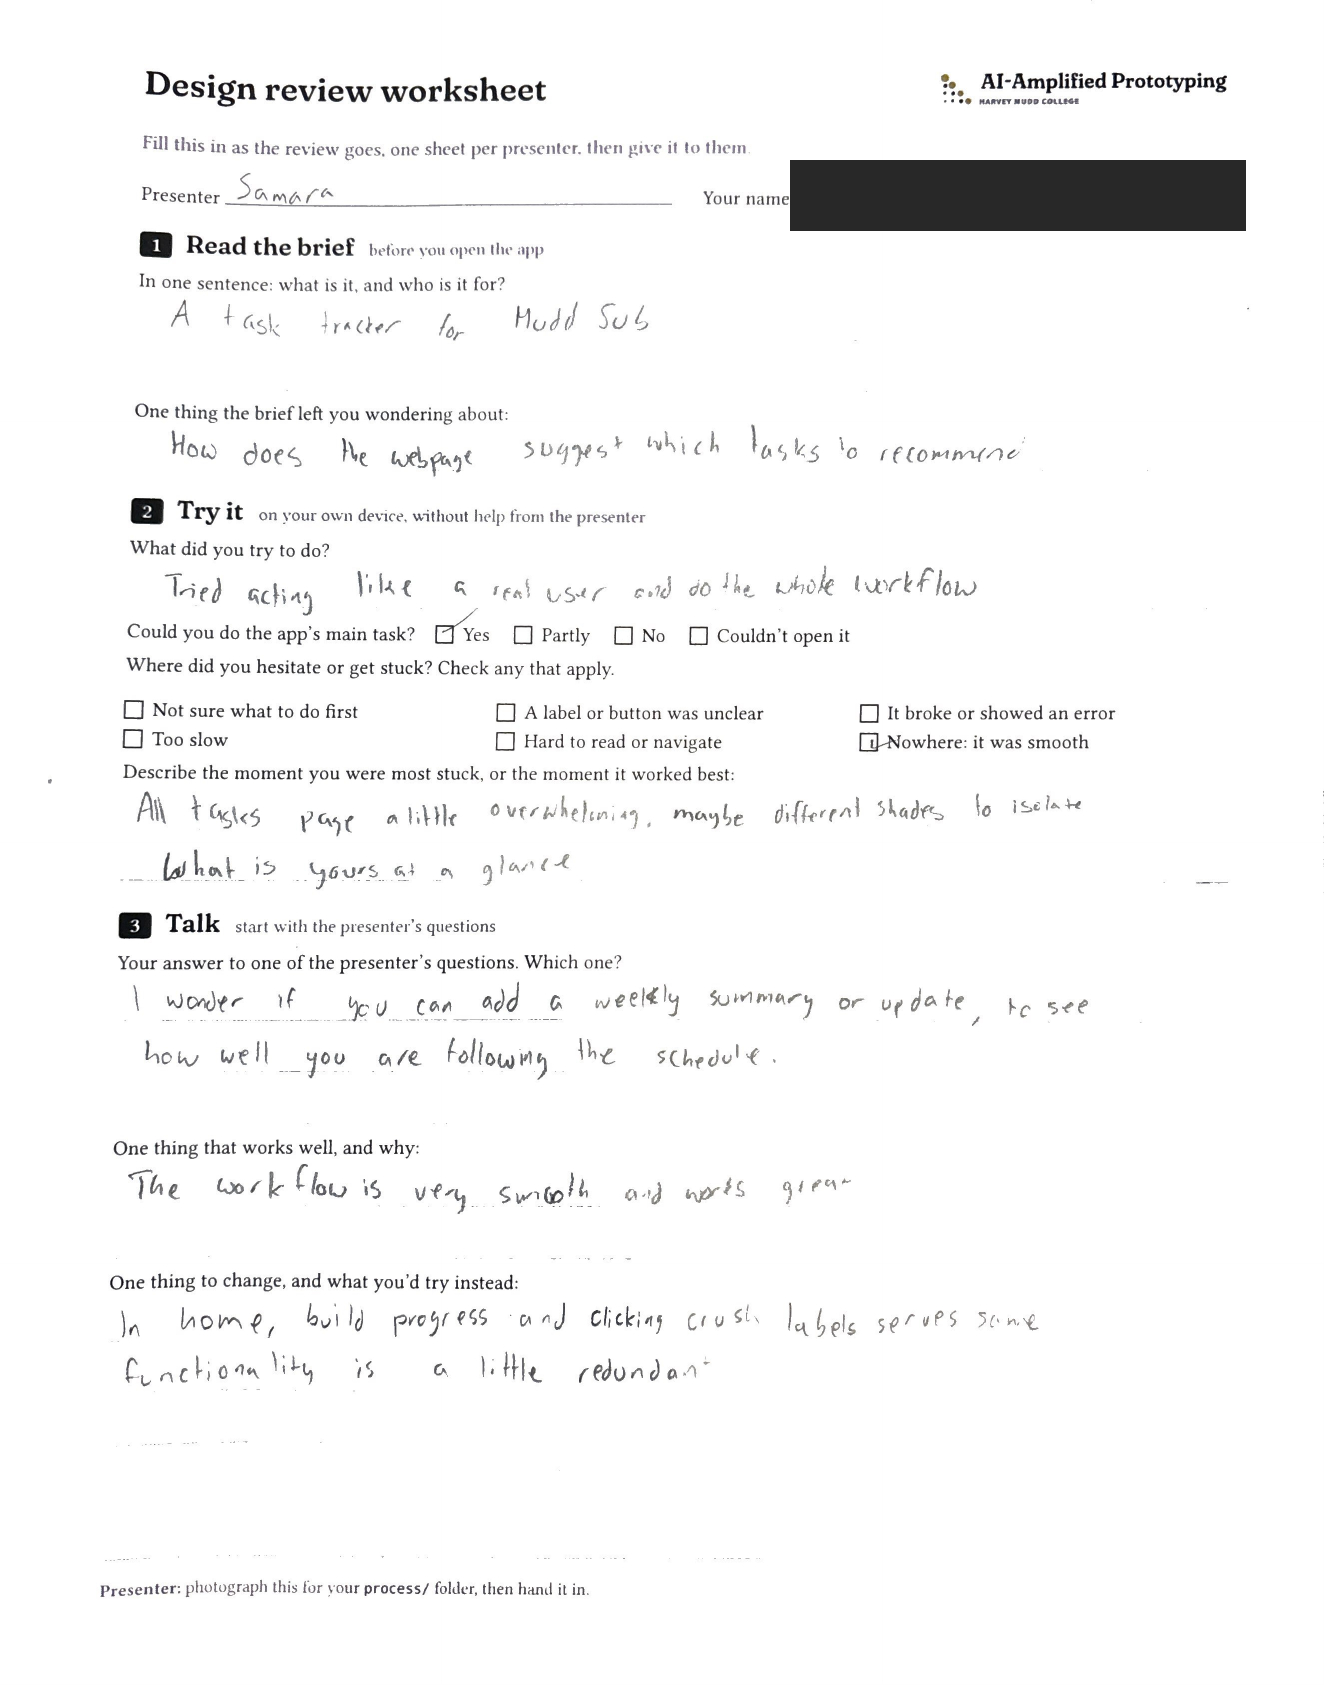 Design review worksheet
AI-Amplified Prototyping
HARVEY MUDD COLLEGE
Fill this in as the review goes, one sheet per presenter, then give it to them.
Presenter Samara Your name
1 Read the brief before you open the app
In one sentence: what is it, and who is it for?
A task tracker for Mudd Sub
One thing the brief left you wondering about:
How does the webpage suggest which tasks to recommend
2 Try it on your own device, without help from the presenter
What did you try to do?
Tried acting like a real user and do the whole workflow
Could you do the app's main task? Yes Partly No Couldn't open it
Where did you hesitate or get stuck? Check any that apply.
Not sure what to do first A label or button was unclear It broke or showed an error
Too slow Hard to read or navigate Nowhere: it was smooth
Describe the moment you were most stuck, or the moment it worked best:
All tasks page a little overwhelming, maybe different shades to isolate
what is yours at a glance
3 Talk start with the presenter's questions
Your answer to one of the presenter's questions. Which one?
I wonder if you can add a weekly summary or update, to see
how well you are following the schedule.
One thing that works well, and why:
The workflow is very smooth and works great
One thing to change, and what you'd try instead:
In home, build progress and clicking crush labels serves same
functionality is a little redundant
Presenter: photograph this for your process/ folder, then hand it in.